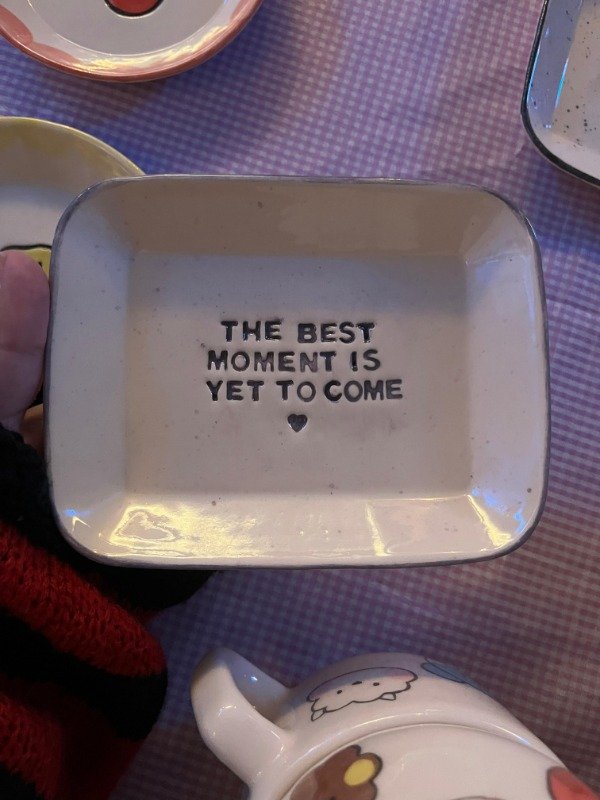 THE BEST
MOMENT IS
YET TO COME